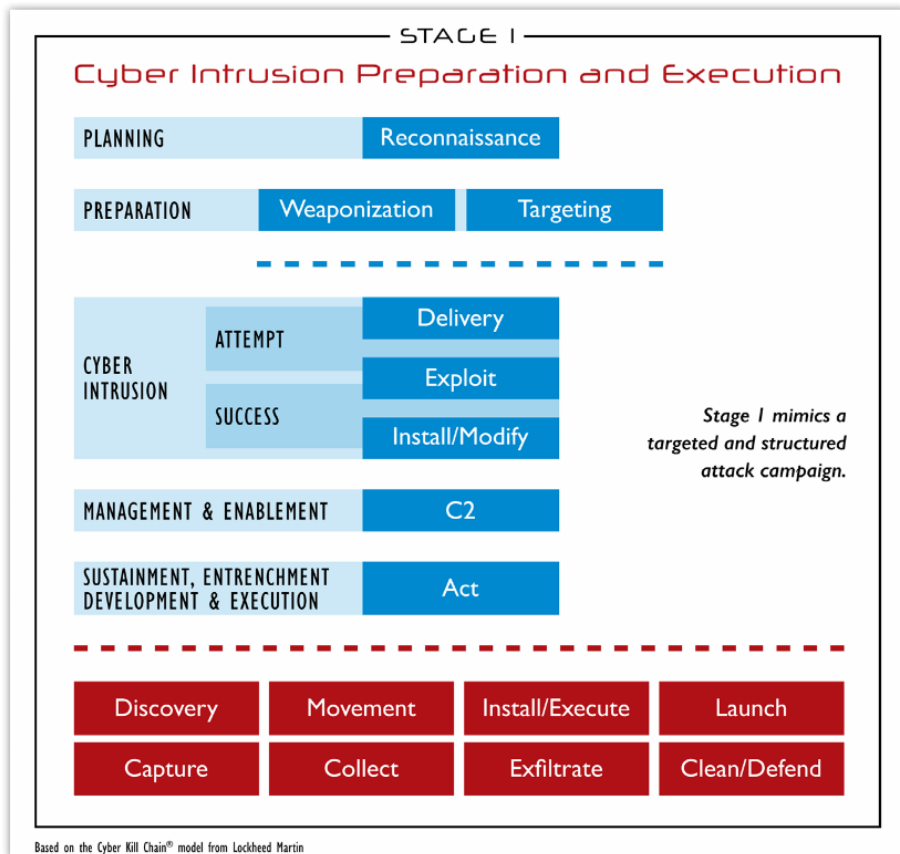 STAGE 1
Cyber Intrusion Preparation and Execution
PLANNING
Reconnaissance
PREPARATION
Weaponization
Targeting
CYBER
INTRUSION
ATTEMPT
SUCCESS
Delivery
Exploit
Install/Modify
Stage 1 mimics a
targeted and structured
attack campaign.
MANAGEMENT & ENABLEMENT
C2
SUSTAINMENT, ENTRENCHMENT
DEVELOPMENT & EXECUTION
Act
Discovery
Movement
Install/Execute
Launch
Capture
Collect
Exfiltrate
Clean/Defend
Based on the Cyber Kill Chain® model from Lockheed Martin